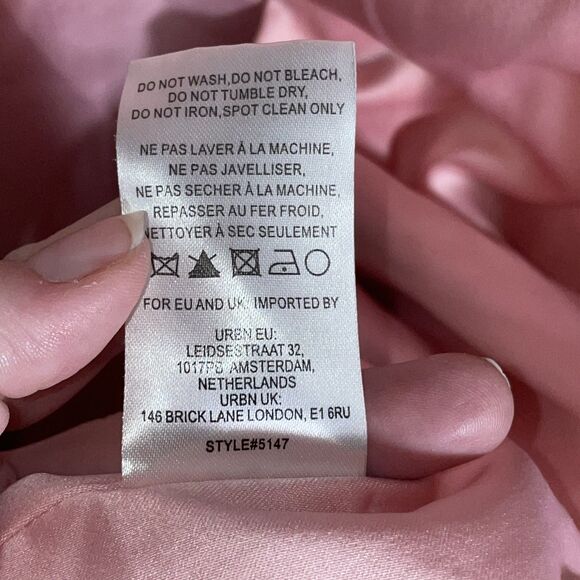 DO NOT WASH,DO NOT BLEACH,
DO NOT TUMBLE DRY,
DO NOT IRON,SPOT CLEAN ONLY
NE PAS LAVER À LA MACHINE,
NE PAS JAVELLISER,
NE PAS SECHER À LA MACHINE,
REPASSER AU FER FROID,
NETTOYER À SEC SEULEMENT
FOR EU AND UK: IMPORTED BY
URBN EU:
LEIDSESTRAAT 32,
1017PB AMSTERDAM,
NETHERLANDS
URBN UK:
146 BRICK LANE LONDON, E1 6RU
STYLE#5147